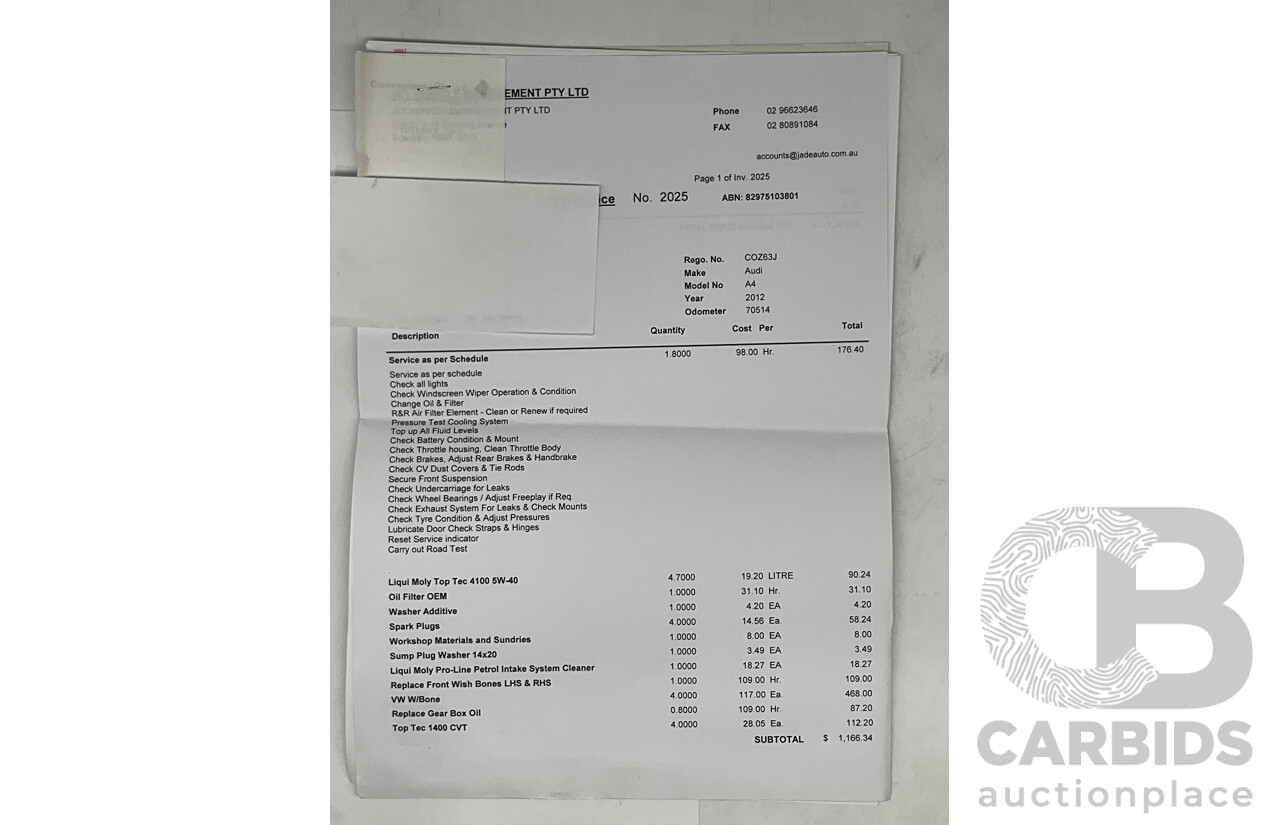 EMENT PTY LTD
IT PTY LTD
Phone 02 96623646
FAX 02 80891084
accounts@jadeauto.com.au
Page 1 of Inv. 2025
ice No. 2025 ABN: 82975103801
Rego. No. COZ63J
Make Audi
Model No A4
Year 2012
Odometer 70514
Description Quantity Cost Per Total
Service as per Schedule 1.8000 98.00 Hr. 176.40
Service as per schedule
Check all lights
Check Windscreen Wiper Operation & Condition
Change Oil & Filter
R&R Air Filter Element - Clean or Renew if required
Pressure Test Cooling System
Top up All Fluid Levels
Check Battery Condition & Mount
Check Throttle housing, Clean Throttle Body
Check Brakes, Adjust Rear Brakes & Handbrake
Check CV Dust Covers & Tie Rods
Secure Front Suspension
Check Undercarriage for Leaks
Check Wheel Bearings / Adjust Freeplay if Req.
Check Exhaust System For Leaks & Check Mounts
Check Tyre Condition & Adjust Pressures
Lubricate Door Check Straps & Hinges
Reset Service indicator
Carry out Road Test
Liqui Moly Top Tec 4100 5W-40 4.7000 19.20 LITRE 90.24
Oil Filter OEM 1.0000 31.10 Hr. 31.10
Washer Additive 1.0000 4.20 EA 4.20
Spark Plugs 4.0000 14.56 Ea. 58.24
Workshop Materials and Sundries 1.0000 8.00 EA 8.00
Sump Plug Washer 14x20 1.0000 3.49 EA 3.49
Liqui Moly Pro-Line Petrol Intake System Cleaner 1.0000 18.27 EA 18.27
Replace Front Wish Bones LHS & RHS 1.0000 109.00 Hr. 109.00
VW W/Bone 4.0000 117.00 Ea. 468.00
Replace Gear Box Oil 0.8000 109.00 Hr. 87.20
Top Tec 1400 CVT 4.0000 28.05 Ea. 112.20
SUBTOTAL $ 1,166.34
CB
CARBIDS
auctionplace